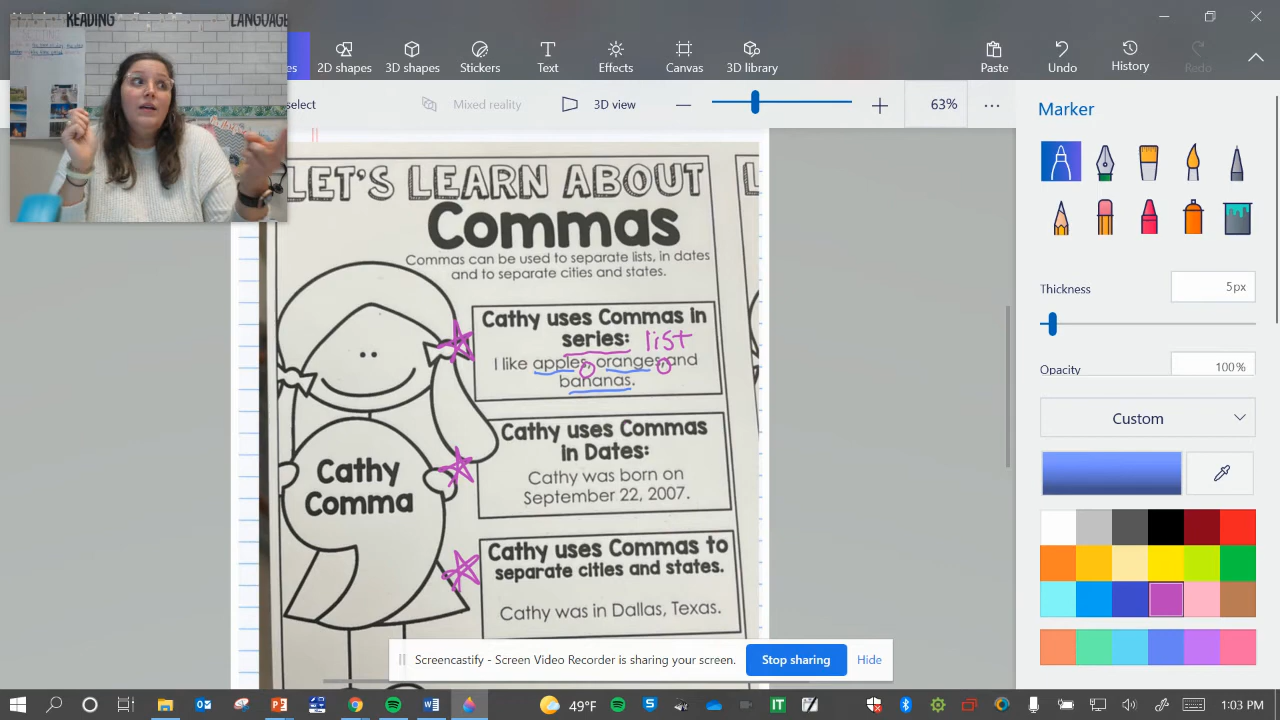 READING
LANGUAGE
2D shapes
3D shapes
Stickers
Text
Effects
Canvas
3D library
Paste
Undo
History
Redo
Mixed reality
3D view
63%
Marker
Thickness
5px
Opacity
100%
Custom
LET'S LEARN ABOUT
Commas
Commas can be used to separate lists, in dates
and to separate cities and states.
Cathy uses Commas in
series: list
I like apples, oranges, and
bananas.
Cathy uses Commas
in Dates:
Cathy was born on
September 22, 2007.
Cathy
Comma
Cathy uses Commas to
separate cities and states.
Cathy was in Dallas, Texas.
Screencastify - Screen Video Recorder is sharing your screen.
Stop sharing
Hide
49°F
IT
1:03 PM